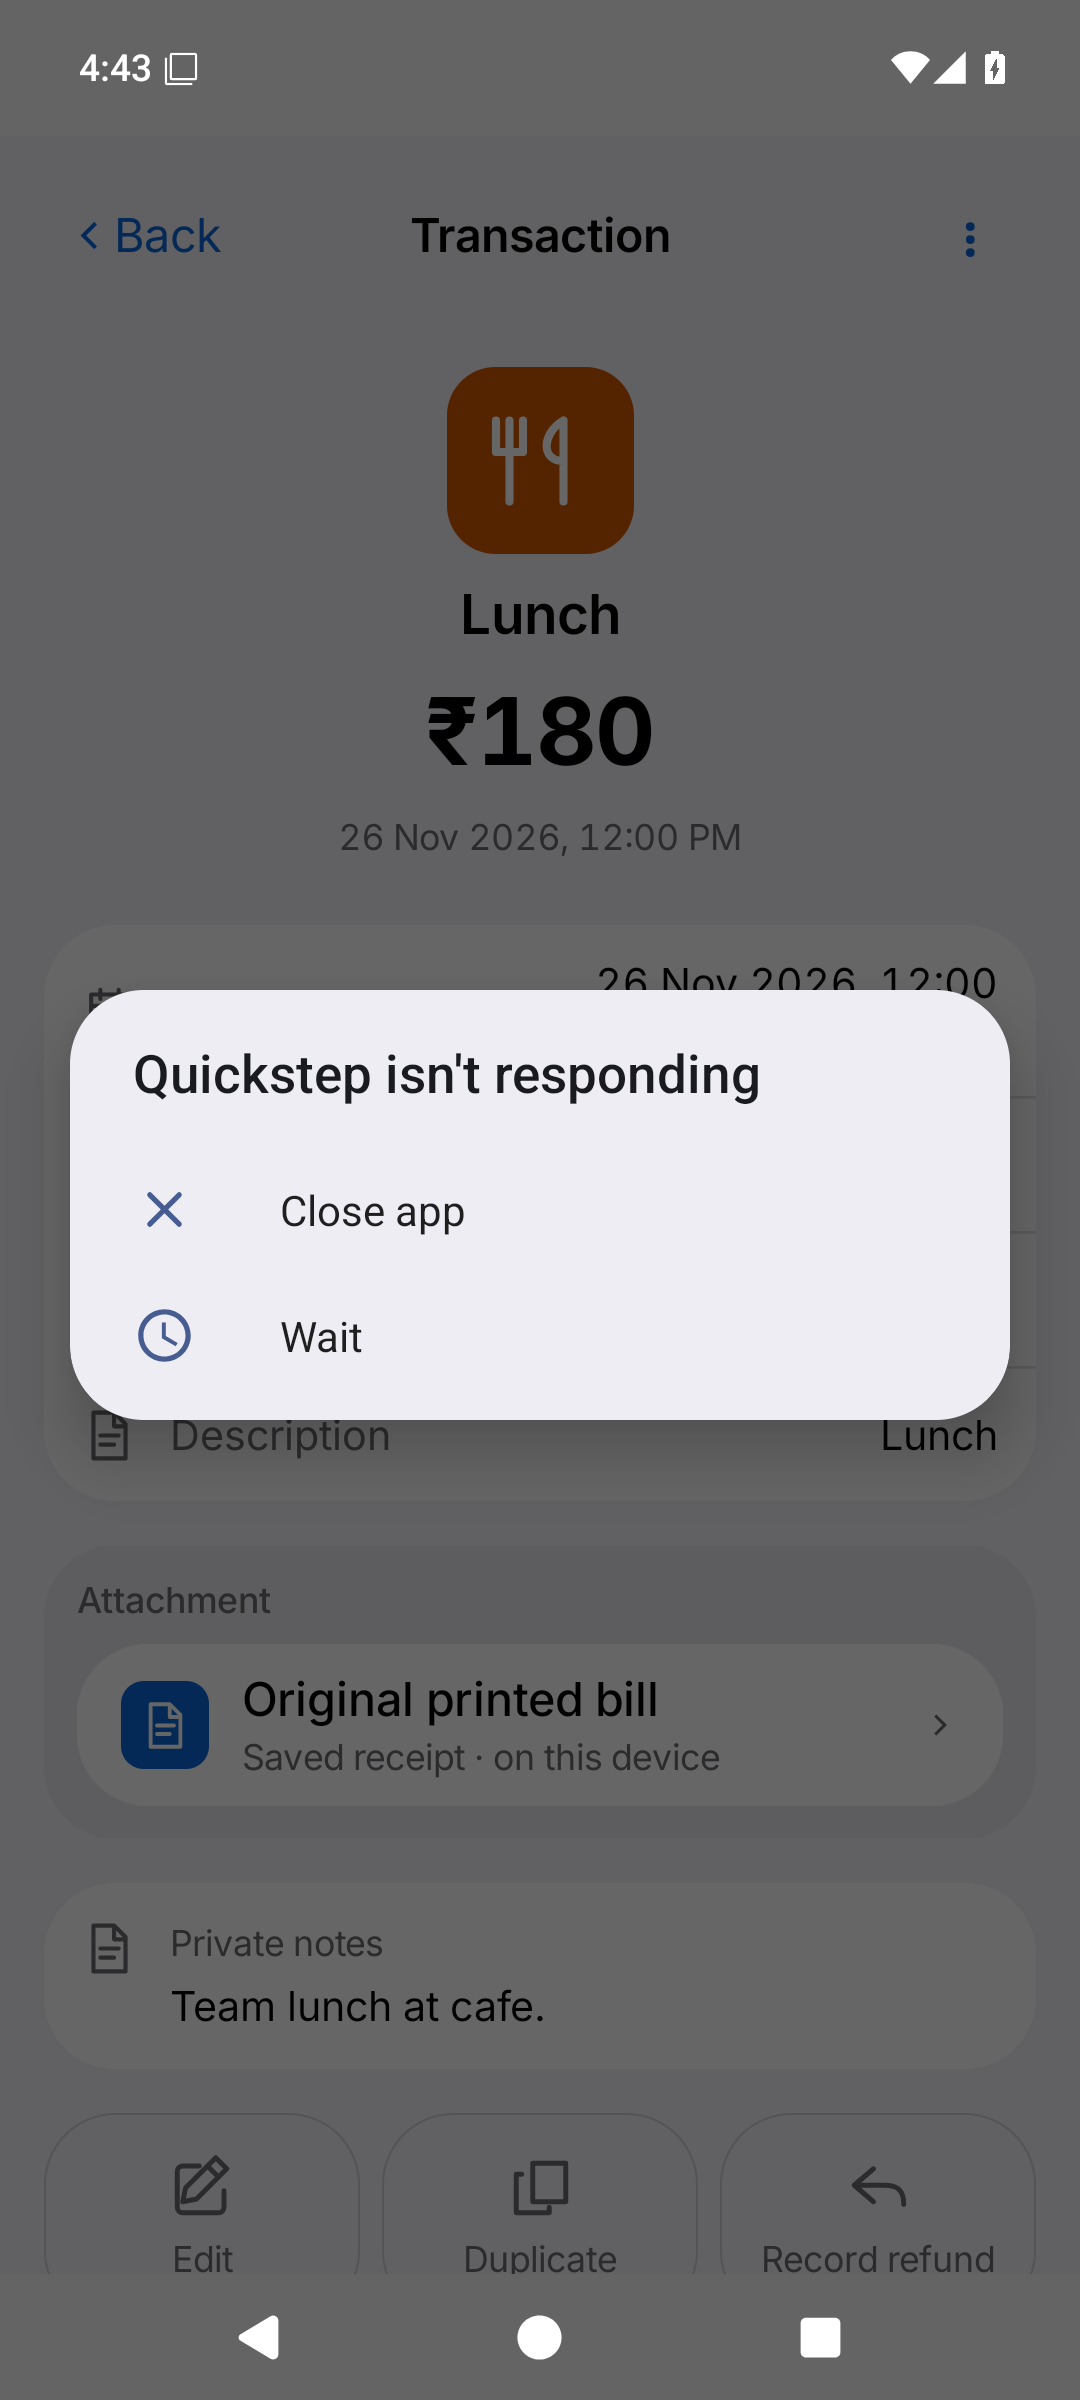 4:43
Back
Transaction
Lunch
₹180
26 Nov 2026, 12:00 PM
26 Nov 2026, 12:00
Quickstep isn't responding
Close app
Wait
Description
Lunch
Attachment
Original printed bill
Saved receipt · on this device
Private notes
Team lunch at cafe.
Edit
Duplicate
Record refund